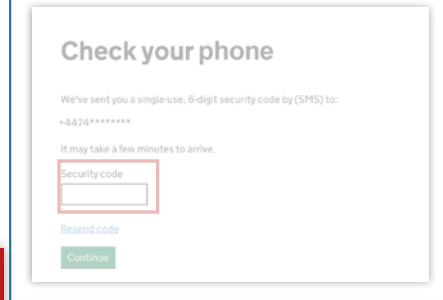 Check your phone
We've sent you a single-use, 6-digit security code by (SMS) to:
+4474********
It may take a few minutes to arrive.
Security code
Resend code
Continue